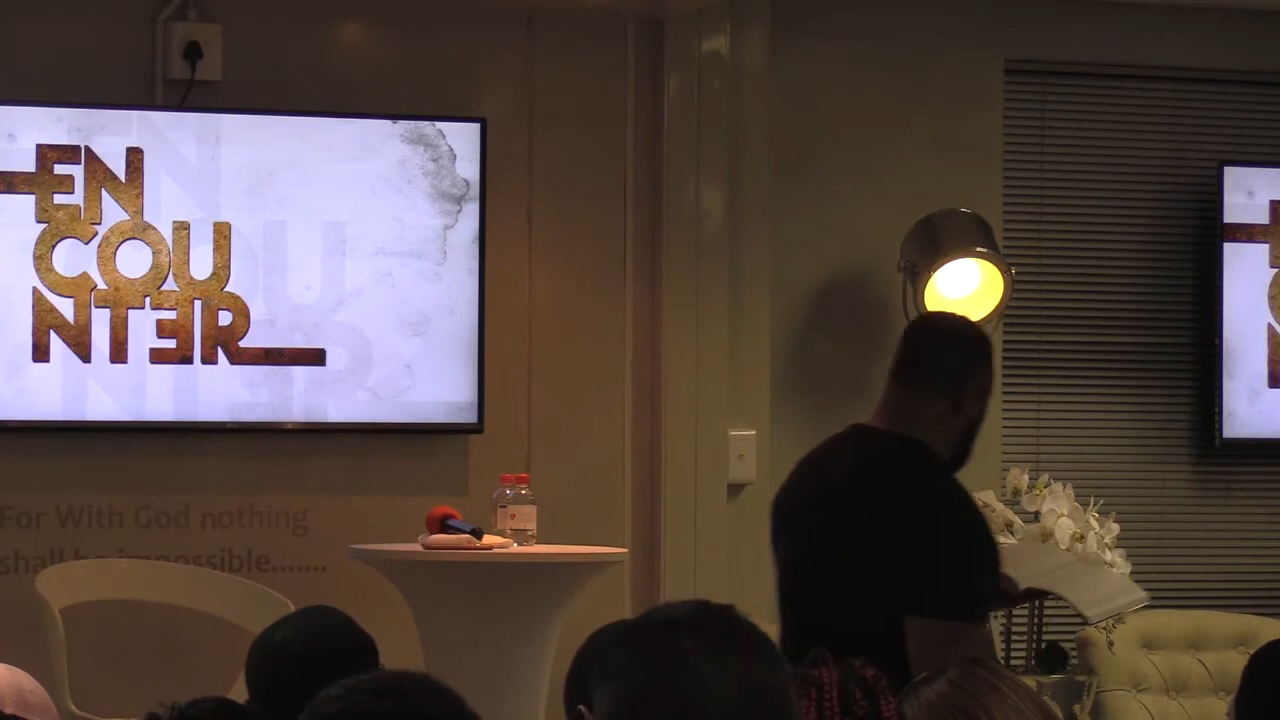 EN
COU
NTER
For With God nothing
shall be impossible.......